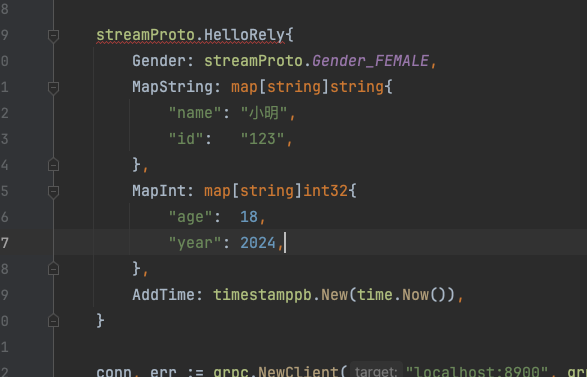 8
9 streamProto.HelloRely{
0 Gender: streamProto.Gender_FEMALE,
1 MapString: map[string]string{
2 "name": "小明",
3 "id": "123",
4 },
5 MapInt: map[string]int32{
6 "age": 18,
7 "year": 2024,
8 },
9 AddTime: timestamppb.New(time.Now()),
0 }
1
2 conn, err := grpc.NewClient( target: "localhost:8900", gr